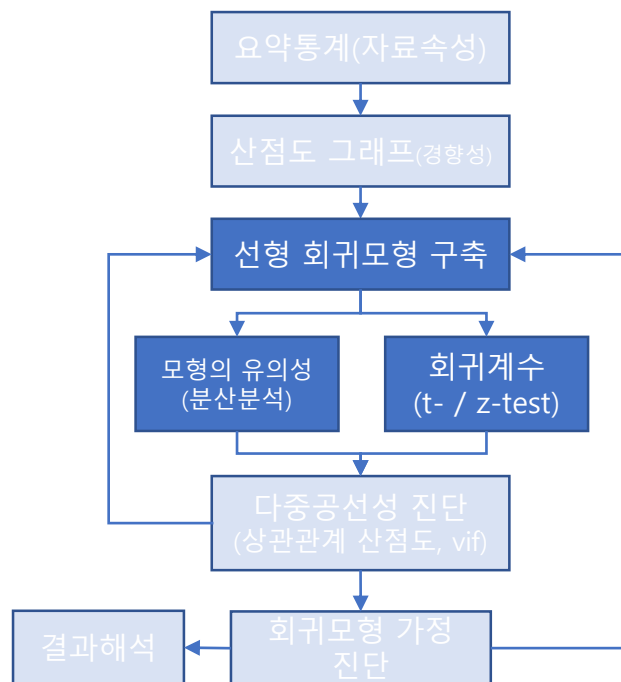 요약통계(자료속성)
산점도 그래프(경향성)
선형 회귀모형 구축
모형의 유의성
(분산분석)
회귀계수
(t- / z-test)
다중공선성 진단
(상관관계 산점도, vif)
결과해석
회귀모형 가정
진단